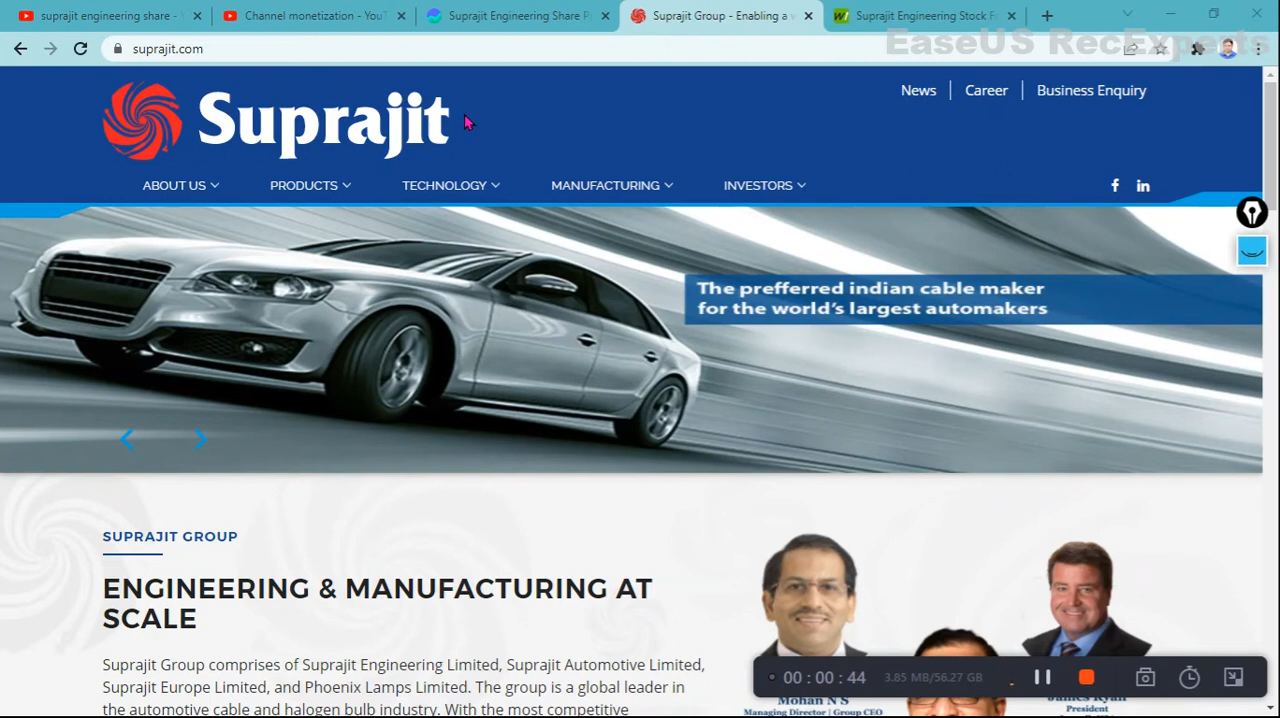 suprajit engineering share -
Channel monetization - YouT
Suprajit Engineering Share P
Suprajit Group - Enabling a
Suprajit Engineering Stock
suprajit.com
EaseUS RecExperts
Suprajit
News
Career
Business Enquiry
ABOUT US
PRODUCTS
TECHNOLOGY
MANUFACTURING
INVESTORS
The prefferred indian cable maker
for the world's largest automakers
SUPRAJIT GROUP
ENGINEERING & MANUFACTURING AT
SCALE
Suprajit Group comprises of Suprajit Engineering Limited, Suprajit Automotive Limited,
Suprajit Europe Limited, and Phoenix Lamps Limited. The group is a global leader in
the automotive cable and halogen bulb industry. With the most competitive
00:00:44
3.85 MB/56.27 GB
Mohan N S
Managing Director | Group CEO
James Ryan
President